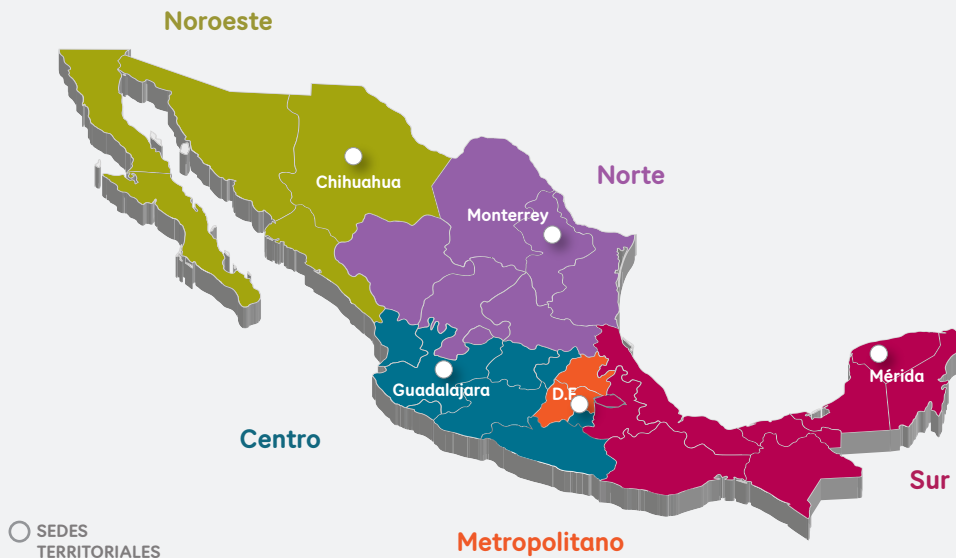 Noroeste
Chihuahua
Norte
Monterrey
Guadalajara
D.F.
Mérida
Centro
Sur
Metropolitano
SEDES
TERRITORIALES